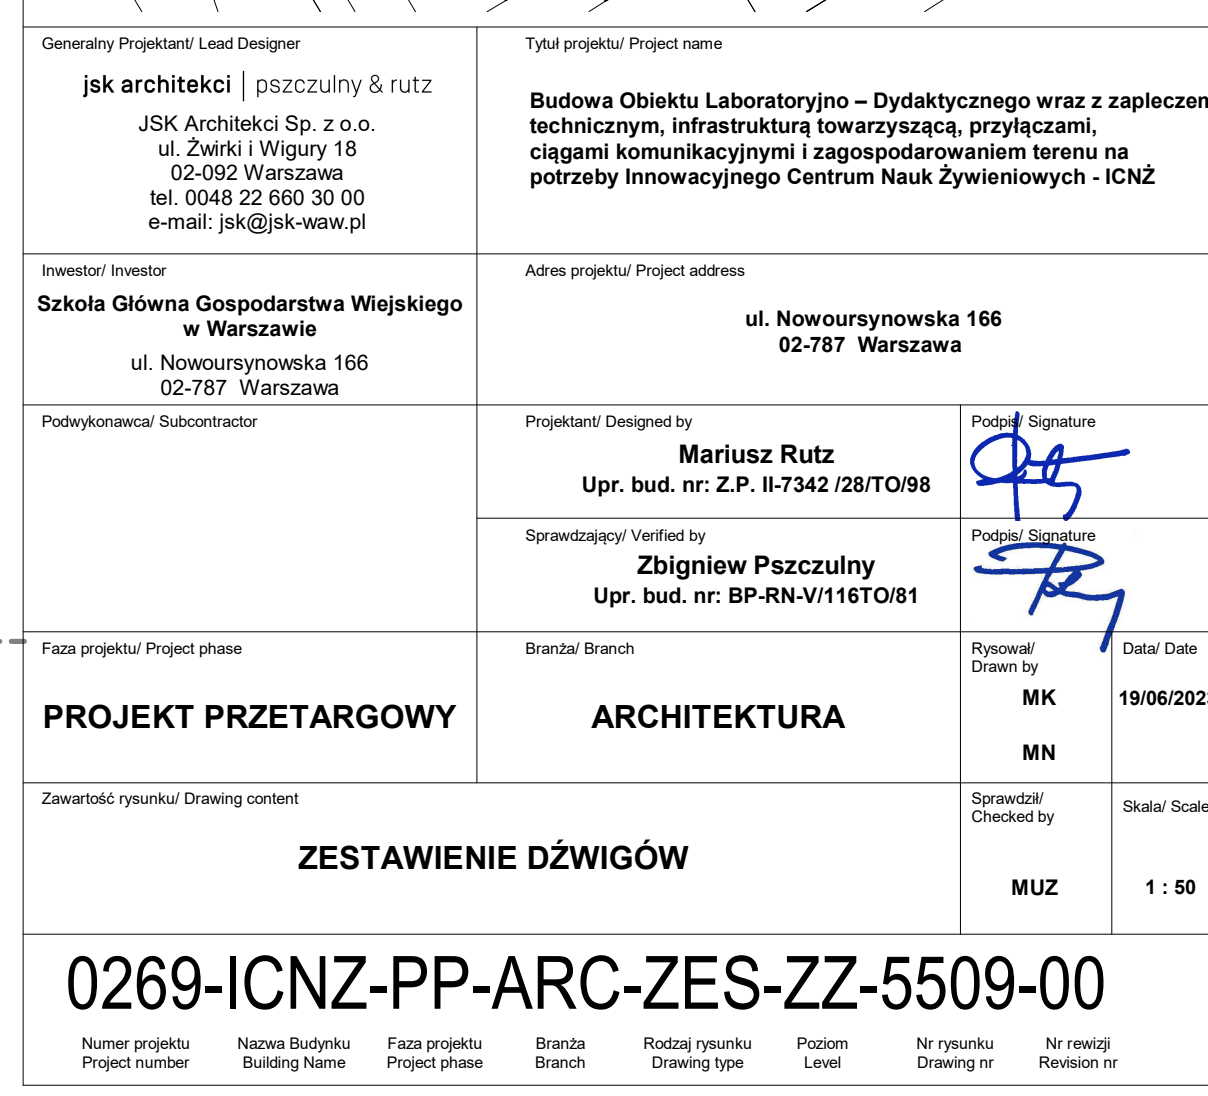 Generalny Projektant/ Lead Designer
jsk architekci | pszczulny & rutz
JSK Architekci Sp. z o.o.
ul. Żwirki i Wigury 18
02-092 Warszawa
tel. 0048 22 660 30 00
e-mail: jsk@jsk-waw.pl
Tytuł projektu/ Project name
Budowa Obiektu Laboratoryjno – Dydaktycznego wraz z
technicznym, infrastrukturą towarzyszącą, przyłączami,
ciągami komunikacyjnymi i zagospodarowaniem terenu na
potrzeby Innowacyjnego Centrum Nauk Żywieniowych - ICNŻ
Inwestor/ Investor
Szkoła Główna Gospodarstwa Wiejskiego
w Warszawie
ul. Nowoursynowska 166
02-787 Warszawa
Adres projektu/ Project address
ul. Nowoursynowska 166
02-787 Warszawa
Podwykonawca/ Subcontractor
Projektant/ Designed by
Mariusz Rutz
Upr. bud. nr: Z.P. II-7342 /28/TO/98
Podpis/ Signature
Sprawdzający/ Verified by
Zbigniew Pszczulny
Upr. bud. nr: BP-RN-V/116TO/81
Podpis/ Signature
Faza projektu/ Project phase
PROJEKT PRZETARGOWY
Branża/ Branch
ARCHITEKTURA
Rysował/
Drawn by
MK
MN
Data/ Date
19/06/2023
Zawartość rysunku/ Drawing content
ZESTAWIENIE DŹWIGÓW
Sprawdził/
Checked by
MUZ
Skala/ Scale
1 : 50
0269-ICNZ-PP-ARC-ZES-ZZ-5509-00
Numer projektu
Project number
Nazwa Budynku
Building Name
Faza projektu
Project phase
Branża
Branch
Rodzaj rysunku
Drawing type
Poziom
Level
Nr rysunku
Drawing nr
Nr rewizji
Revision nr